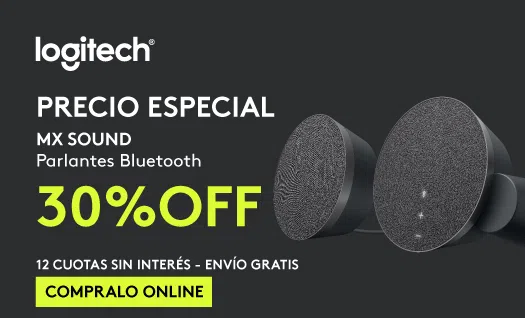 logitech®
PRECIO ESPECIAL
MX SOUND
Parlantes Bluetooth
30%OFF
12 CUOTAS SIN INTERÉS - ENVÍO GRATIS
COMPRALO ONLINE